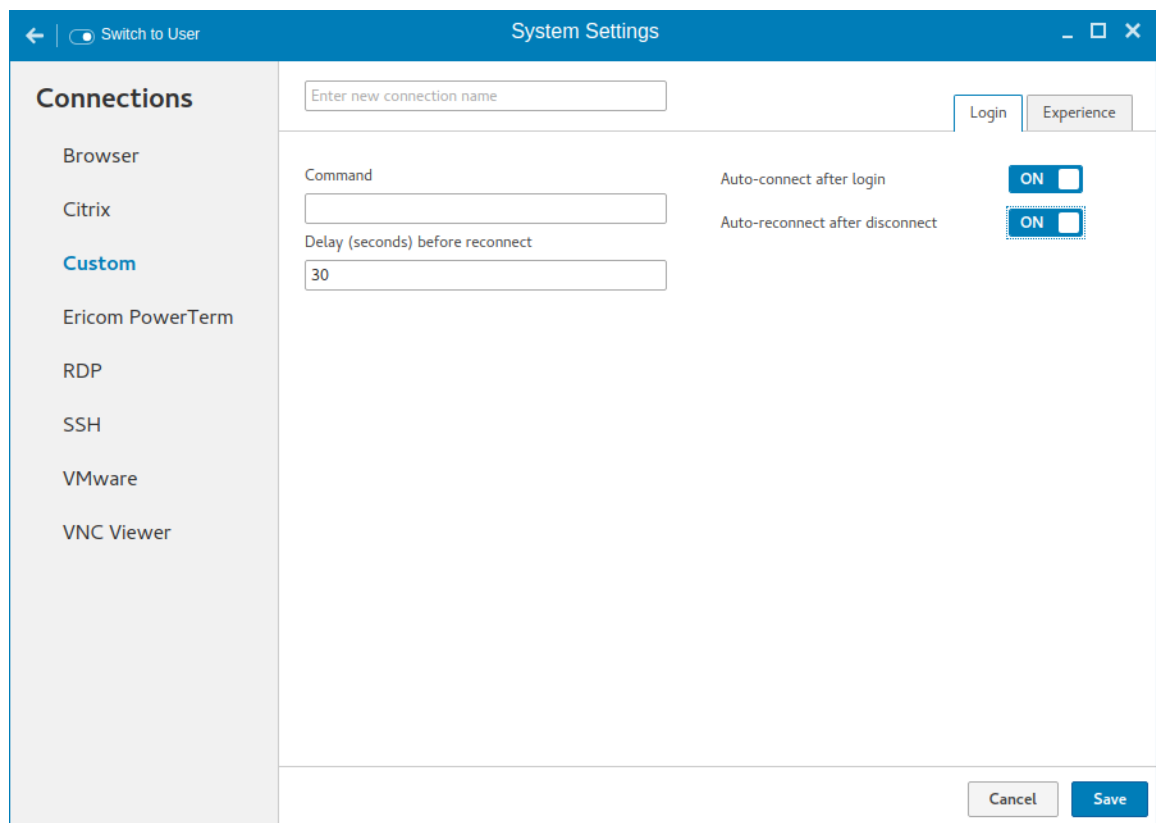 Switch to User
System Settings
Connections
Browser
Citrix
Custom
Ericom PowerTerm
RDP
SSH
VMware
VNC Viewer
Enter new connection name
Login
Experience
Command
Delay (seconds) before reconnect
30
Auto-connect after login
ON
Auto-reconnect after disconnect
ON
Cancel
Save